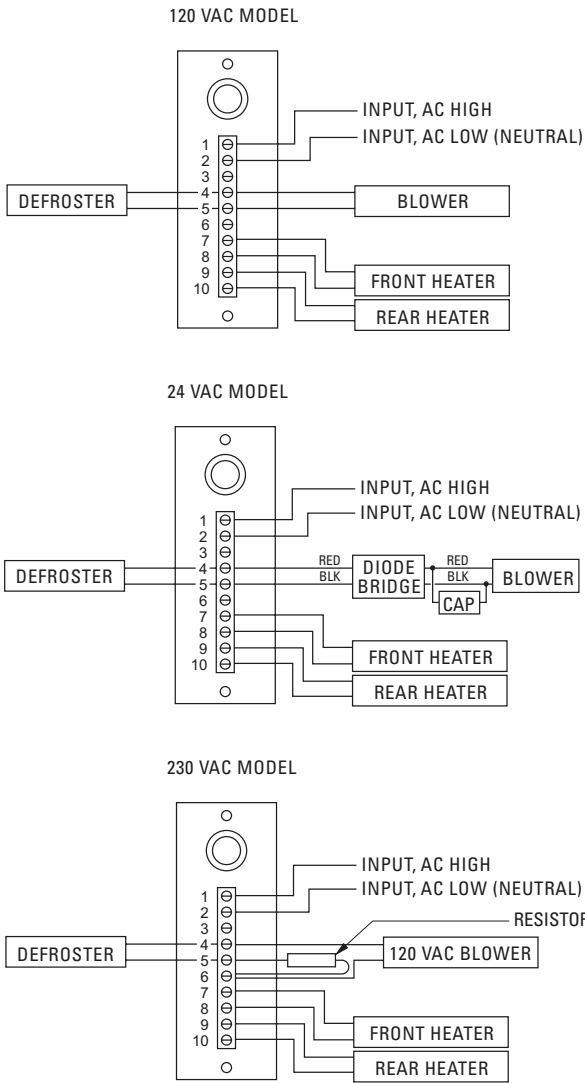 120 VAC MODEL
INPUT, AC HIGH
INPUT, AC LOW (NEUTRAL)
1
2
3
4
5
6
7
8
9
10
DEFROSTER
BLOWER
FRONT HEATER
REAR HEATER
24 VAC MODEL
INPUT, AC HIGH
INPUT, AC LOW (NEUTRAL)
1
2
3
4
5
6
7
8
9
10
DEFROSTER
RED
BLK
DIODE
BRIDGE
RED
BLK
BLOWER
CAP
FRONT HEATER
REAR HEATER
230 VAC MODEL
INPUT, AC HIGH
INPUT, AC LOW (NEUTRAL)
1
2
3
4
5
6
7
8
9
10
RESISTOR
DEFROSTER
120 VAC BLOWER
FRONT HEATER
REAR HEATER